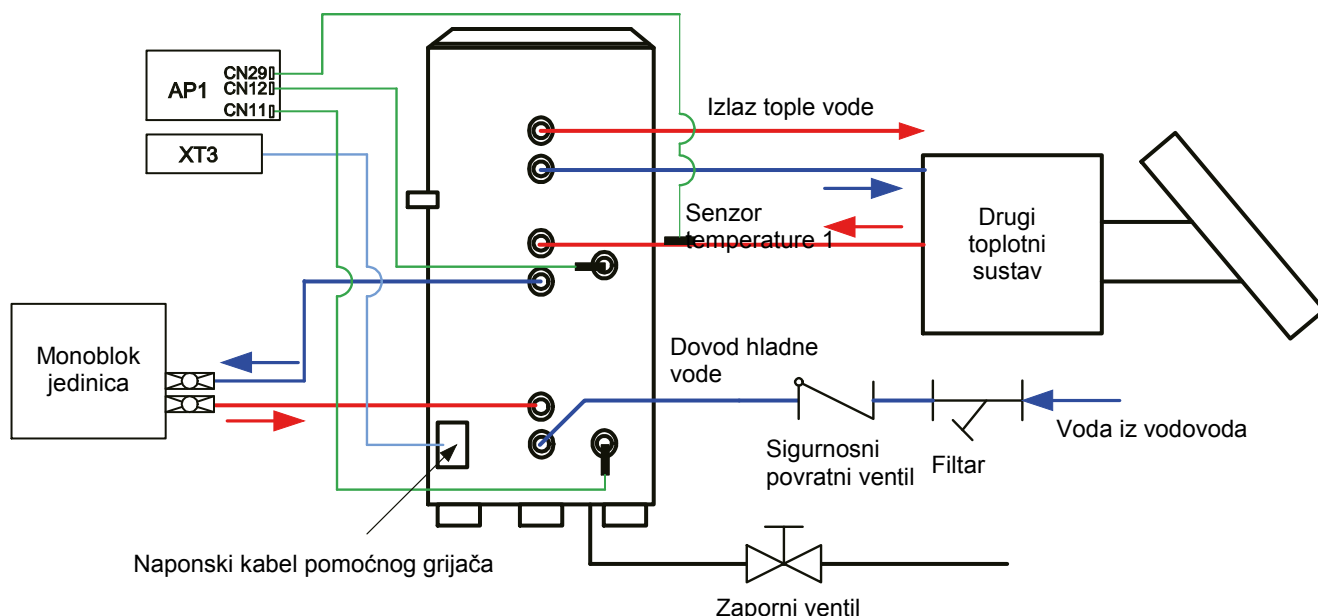 CN29
AP1
CN12
CN11
XT3
Izlaz tople vode
Senzor
temperature 1
Drugi
toplotni
sustav
Monoblok
jedinica
Dovod hladne
vode
Sigurnosni
povratni ventil
Filtar
Voda iz vodovoda
Naponski kabel pomoćnog grijača
Zaporni ventil